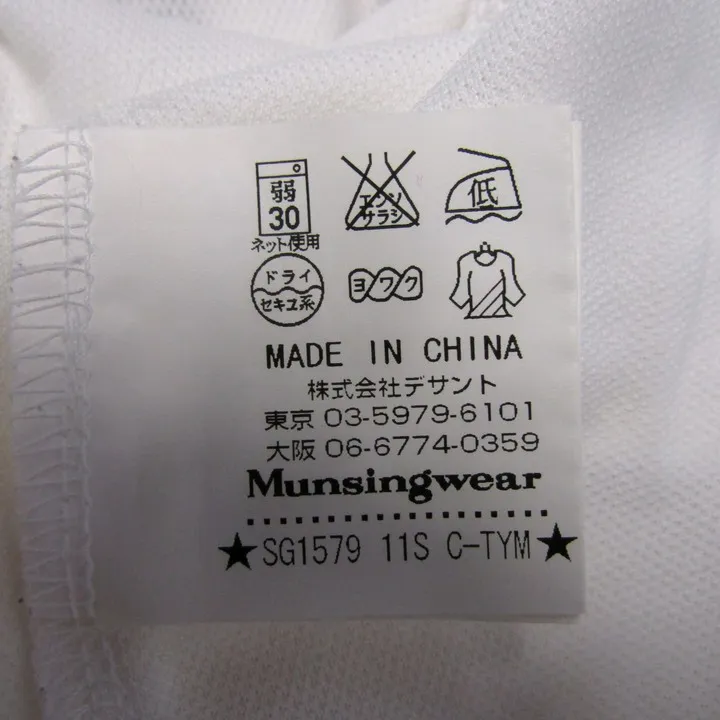 弱
30
ネット使用
エンソ
サラシ
低
ドライ
セキユ系
ヨワク
MADE IN CHINA
株式会社デサント
東京 03-5979-6101
大阪 06-6774-0359
Munsingwear
★SG1579 11S C-TYM★